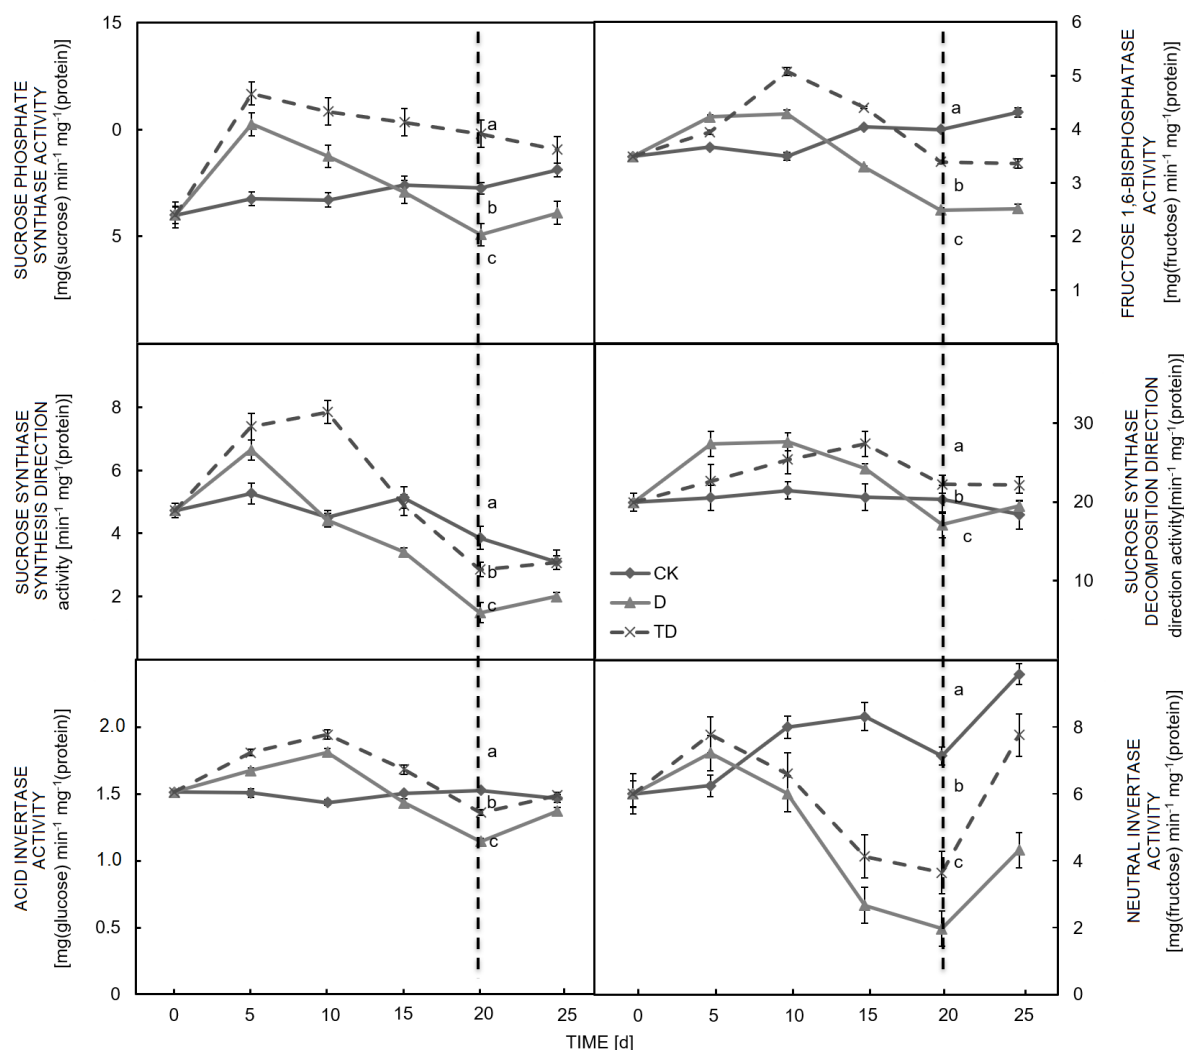 SUCROSE PHOSPHATE
SYNTHASE ACTIVITY
[mg(sucrose) min⁻¹ mg⁻¹(protein)]
15
0
5
a
b
c
6
5
4
3
2
1
a
b
c
FRUCTOSE 1,6-BISPHOSPHATASE
ACTIVITY
[mg(fructose) min⁻¹ mg⁻¹(protein)]
SUCROSE SYNTHASE
SYNTHESIS DIRECTION
activity [min⁻¹ mg⁻¹(protein)]
8
6
4
2
a
b
c
30
20
10
a
b
c
CK
D
TD
SUCROSE SYNTHASE
DECOMPOSITION DIRECTION
direction activity[min⁻¹ mg⁻¹(protein)]
ACID INVERTASE
ACTIVITY
[mg(glucose) min⁻¹ mg⁻¹(protein)]
2.0
1.5
1.0
0.5
0
a
b
c
8
6
4
2
0
a
b
c
NEUTRAL INVERTASE
ACTIVITY
[mg(fructose) min⁻¹ mg⁻¹(protein)]
0 5 10 15 20 25
0 5 10 15 20 25
TIME [d]